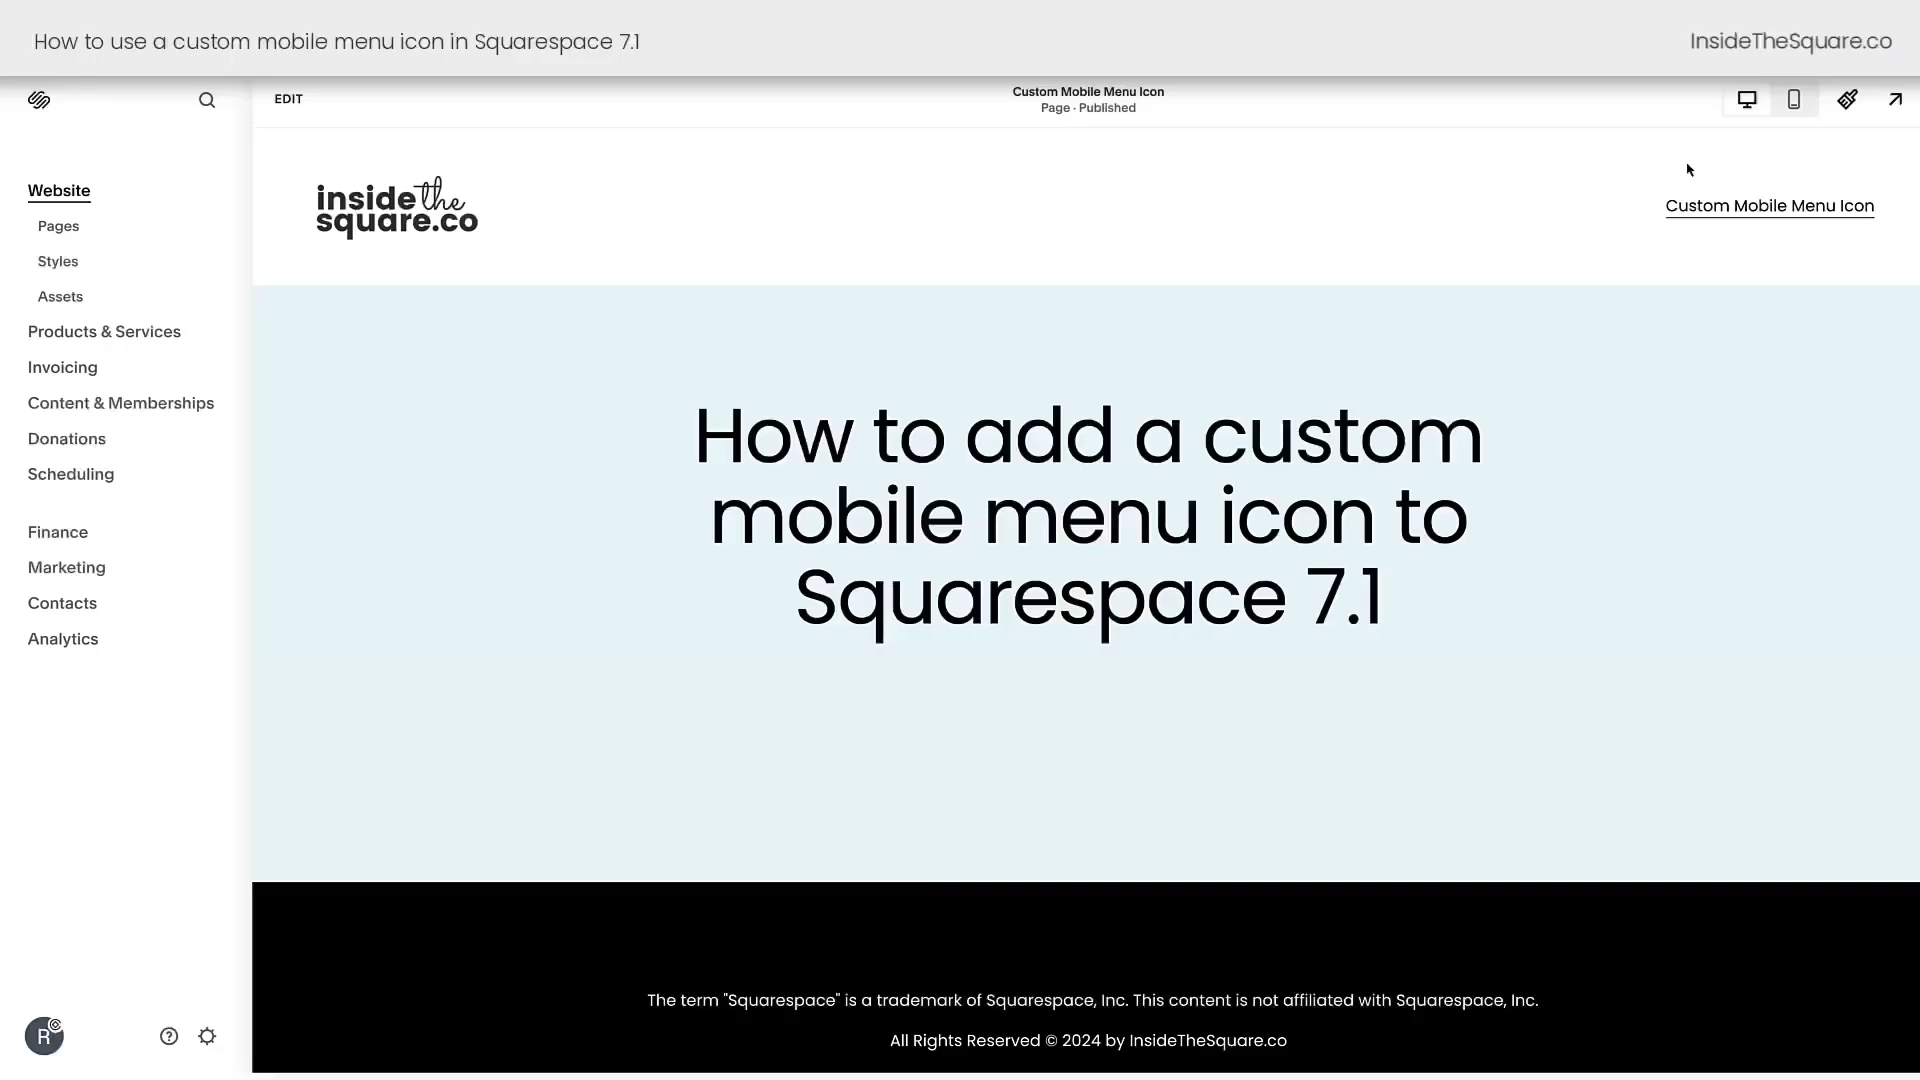 How to use a custom mobile menu icon in Squarespace 7.1
InsideTheSquare.co
EDIT
Custom Mobile Menu Icon
Page · Published
Website
Pages
Styles
Assets
Products & Services
Invoicing
Content & Memberships
Donations
Scheduling
Finance
Marketing
Contacts
Analytics
R
inside the
square.co
Custom Mobile Menu Icon
How to add a custom
mobile menu icon to
Squarespace 7.1
The term "Squarespace" is a trademark of Squarespace, Inc. This content is not affiliated with Squarespace, Inc.
All Rights Reserved © 2024 by InsideTheSquare.co